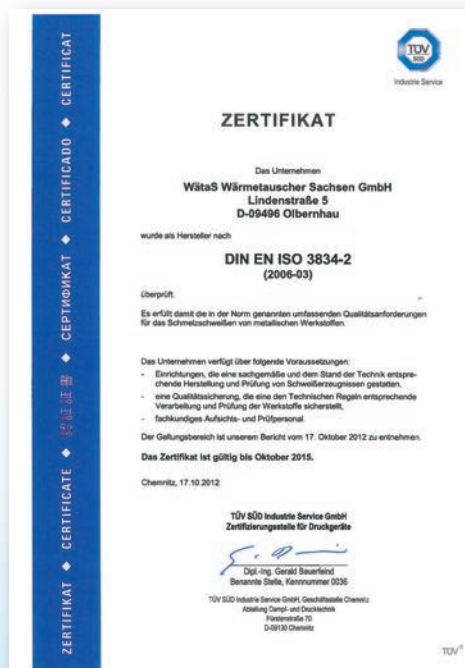 ZERTIFIKAT ◆ CERTIFICATE ◆ 認証証書 ◆ СЕРТИФИКАТ ◆ CERTIFICADO ◆ CERTIFICAT
TÜV
SÜD
Industrie Service
ZERTIFIKAT
Das Unternehmen
WätaS Wärmetauscher Sachsen GmbH
Lindenstraße 5
D-09496 Olbernhau
wurde als Hersteller nach
DIN EN ISO 3834-2
(2006-03)
überprüft.
Es erfüllt damit die in der Norm genannten umfassenden Qualitätsanforderungen
für das Schmelzschweißen von metallischen Werkstoffen.
Das Unternehmen verfügt über folgende Voraussetzungen:
- Einrichtungen, die eine sachgemäße und dem Stand der Technik entspre-
chende Herstellung und Prüfung von Schweißerzeugnissen gestatten.
- eine Qualitätssicherung, die eine den Technischen Regeln entsprechende
Verarbeitung und Prüfung der Werkstoffe sicherstellt,
- fachkundiges Aufsichts- und Prüfpersonal.
Der Geltungsbereich ist unserem Bericht vom 17. Oktober 2012 zu entnehmen.
Das Zertifikat ist gültig bis Oktober 2015.
Chemnitz, 17.10.2012
TÜV SÜD Industrie Service GmbH
Zertifizierungsstelle für Druckgeräte
Dipl.-Ing. Gerald Bauerfeind
Benannte Stelle, Kennnummer 0036
TÜV SÜD Industrie Service GmbH, Geschäftsstelle Chemnitz
Abteilung Dampf- und Drucktechnik
Fürstenstraße 70
D-09130 Chemnitz
TÜV®